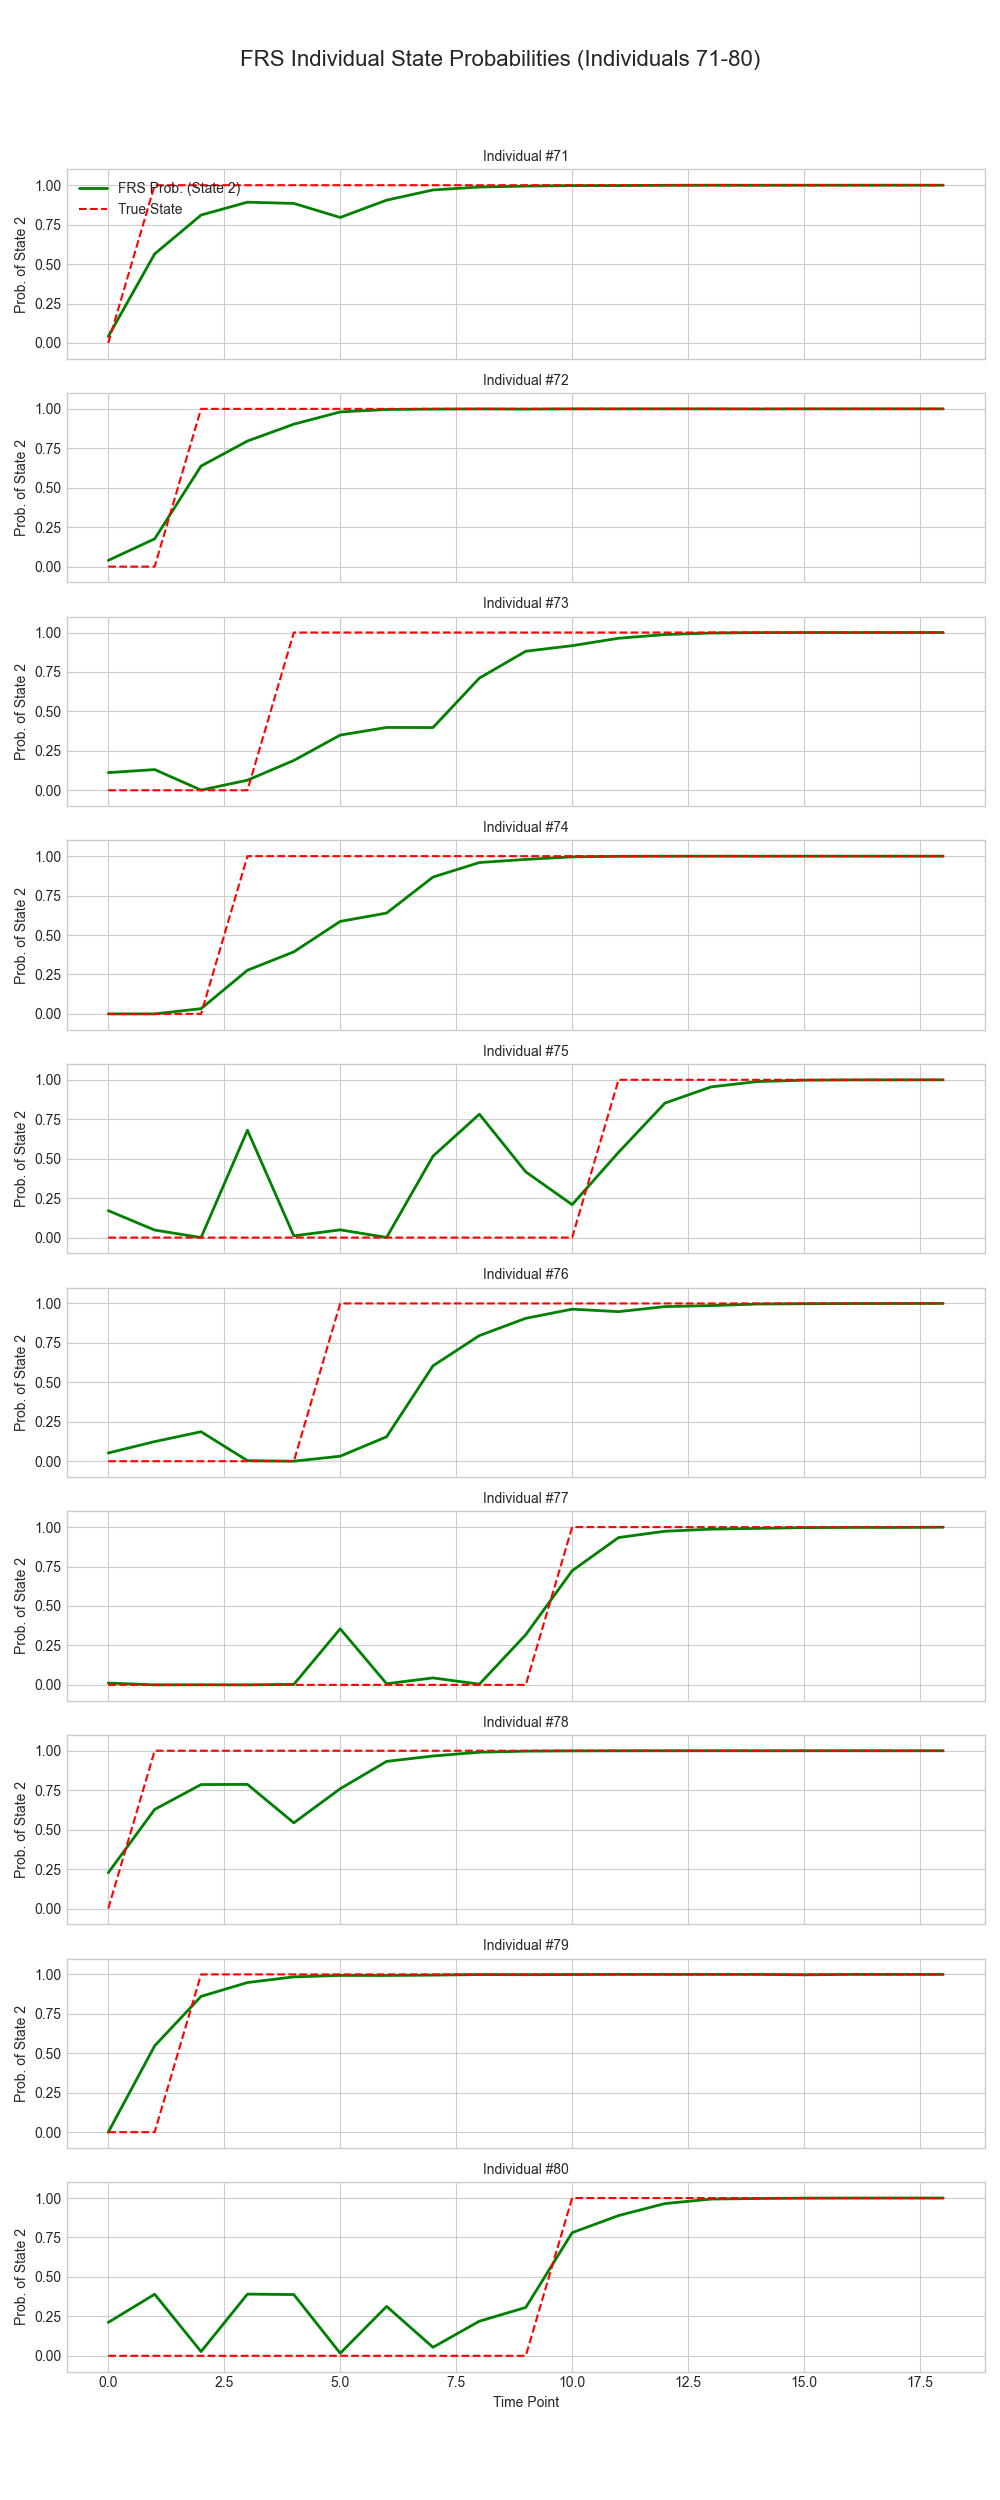 FRS Individual State Probabilities (Individuals 71-80)
Individual #71
FRS Prob. (State 2)
True State
Prob. of State 2
1.00
0.75
0.50
0.25
0.00
Individual #72
Prob. of State 2
1.00
0.75
0.50
0.25
0.00
Individual #73
Prob. of State 2
1.00
0.75
0.50
0.25
0.00
Individual #74
Prob. of State 2
1.00
0.75
0.50
0.25
0.00
Individual #75
Prob. of State 2
1.00
0.75
0.50
0.25
0.00
Individual #76
Prob. of State 2
1.00
0.75
0.50
0.25
0.00
Individual #77
Prob. of State 2
1.00
0.75
0.50
0.25
0.00
Individual #78
Prob. of State 2
1.00
0.75
0.50
0.25
0.00
Individual #79
Prob. of State 2
1.00
0.75
0.50
0.25
0.00
Individual #80
Prob. of State 2
1.00
0.75
0.50
0.25
0.00
0.0 2.5 5.0 7.5 10.0 12.5 15.0 17.5
Time Point